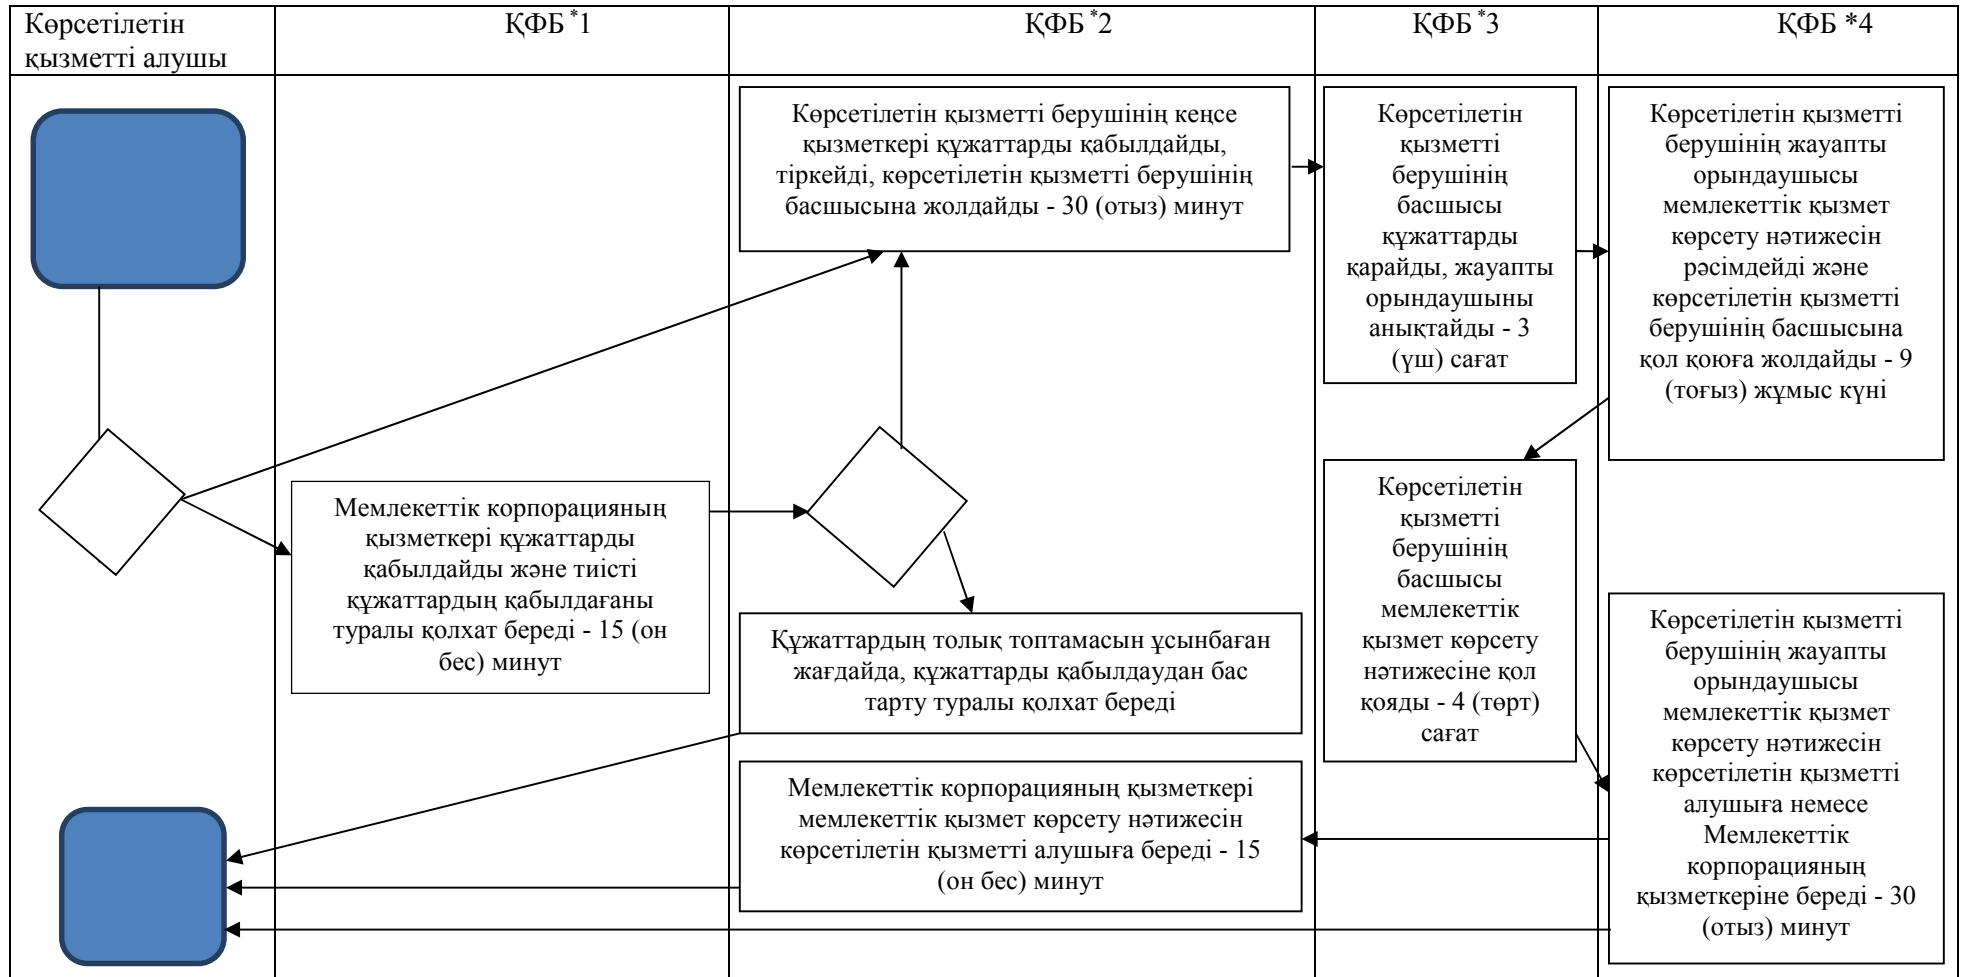 Көрсетілетін
қызметті алушы
ҚФБ *1
ҚФБ *2
ҚФБ *3
ҚФБ *4
Көрсетілетін қызметті берушінің кеңсе
қызметкері құжаттарды қабылдайды,
тіркейді, көрсетілетін қызметті берушінің
басшысына жолдайды - 30 (отыз) минут
Көрсетілетін
қызметті
берушінің
басшысы
құжаттарды
қарайды, жауапты
орындаушыны
анықтайды - 3
(үш) сағат
Көрсетілетін қызметті
берушінің жауапты
орындаушысы
мемлекеттік қызмет
көрсету нәтижесін
рәсімдейді және
көрсетілетін қызметті
берушінің басшысына
қол қоюға жолдайды - 9
(тоғыз) жұмыс күні
Мемлекеттік корпорацияның
қызметкері құжаттарды
қабылдайды және тиісті
құжаттардың қабылдағаны
туралы қолхат береді - 15 (он
бес) минут
Құжаттардың толық топтамасын ұсынбаған
жағдайда, құжаттарды қабылдаудан бас
тарту туралы қолхат береді
Мемлекеттік корпорацияның қызметкері
мемлекеттік қызмет көрсету нәтижесін
көрсетілетін қызметті алушыға береді - 15
(он бес) минут
Көрсетілетін
қызметті
берушінің
басшысы
мемлекеттік
қызмет көрсету
нәтижесіне қол
қояды - 4 (төрт)
сағат
Көрсетілетін қызметті
берушінің жауапты
орындаушысы
мемлекеттік қызмет
көрсету нәтижесін
көрсетілетін қызметті
алушыға немесе
Мемлекеттік
корпорацияның
қызметкеріне береді - 30
(отыз) минут